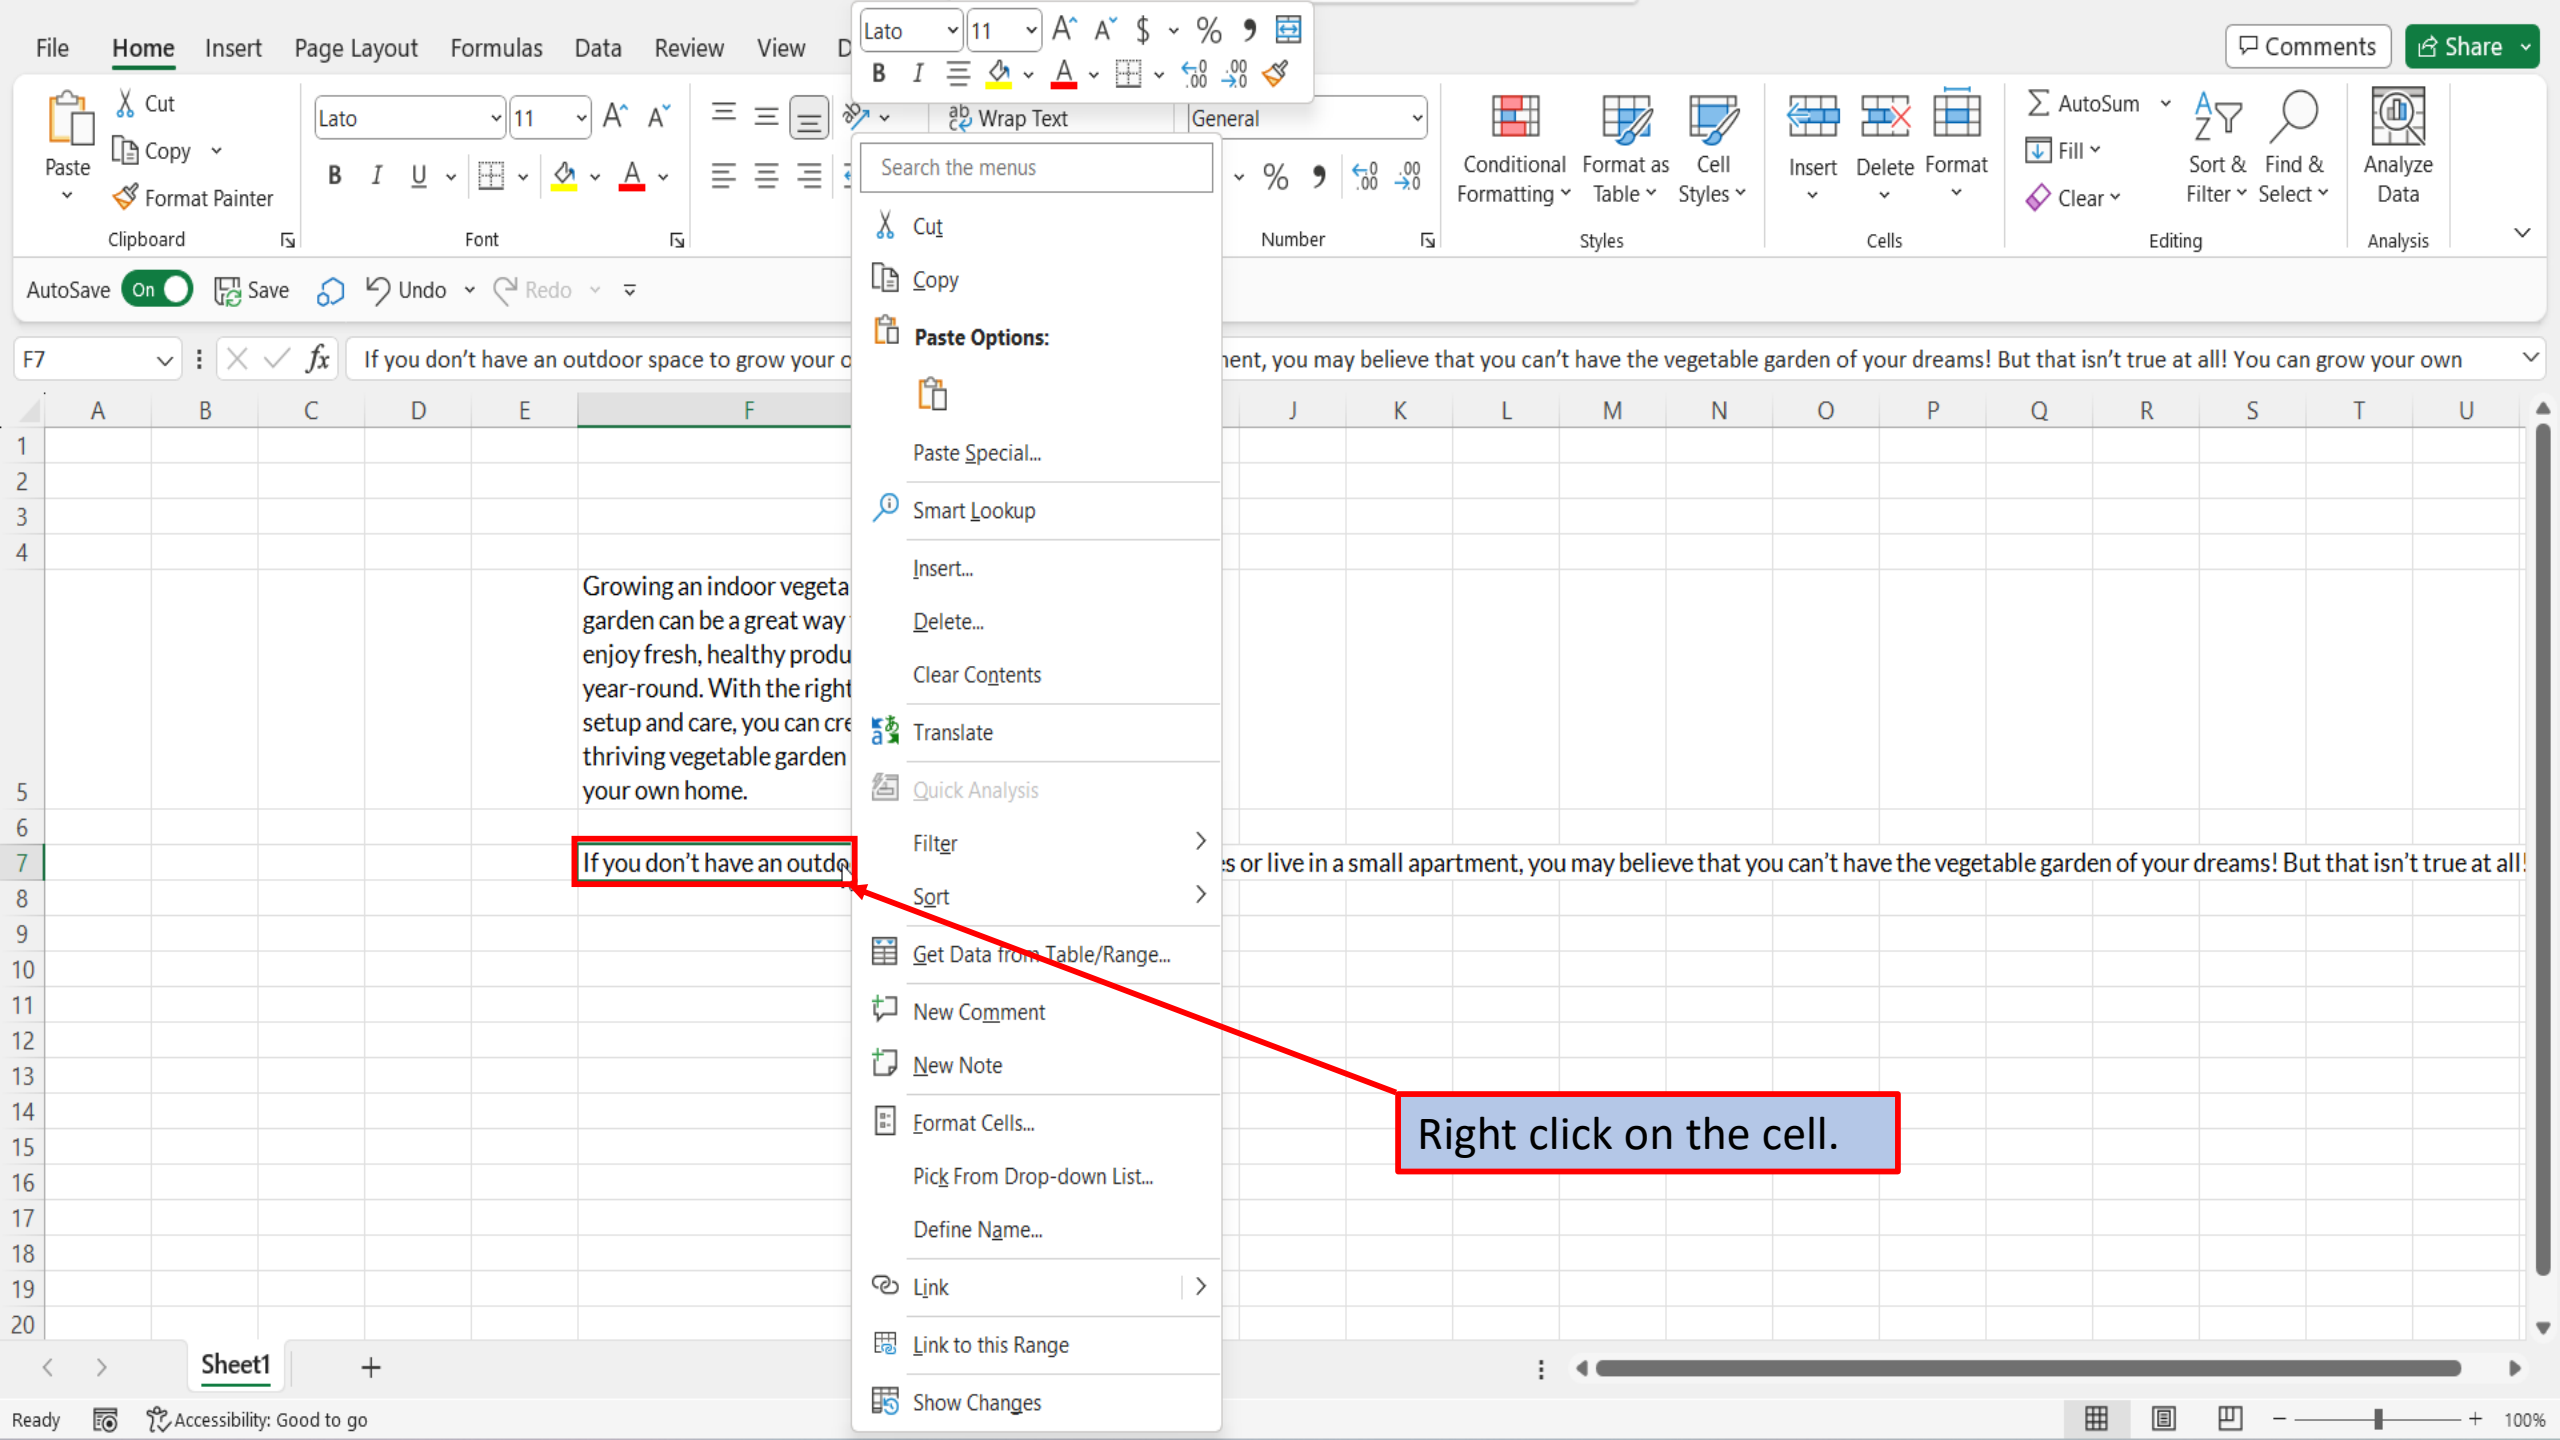 File Home Insert Page Layout Formulas Data Review View
Lato 11 $ %
B I A .00 .00
Comments Share
Cut
Copy
Paste
Format Painter
Clipboard
Lato 11
B I U A
Font
Wrap Text
General
% .00 .00
Number
Conditional Formatting
Format as Table
Cell Styles
Styles
Insert Delete Format
Cells
AutoSum
Fill
Clear
Sort & Filter
Find & Select
Editing
Analyze Data
Analysis
AutoSave On Save Undo Redo
F7 fx If you don’t have an outdoor space to grow your
you may believe that you can’t have the vegetable garden of your dreams! But that isn’t true at all! You can grow your own
A B C D E F J K L M N O P Q R S T U
1
2
3
4
5
6
7
8
9
10
11
12
13
14
15
16
17
18
19
20
Growing an indoor
garden can be a great way
enjoy fresh, healthy
year-round. With the right
setup and care, you can
thriving vegetable garden
your own home.
If you don’t have an
or live in a small apartment, you may believe that you can’t have the vegetable garden of your dreams! But that isn’t true at all!
Search the menus
Cut
Copy
Paste Options:
Paste Special...
Smart Lookup
Insert...
Delete...
Clear Contents
Translate
Quick Analysis
Filter
Sort
Get Data from Table/Range...
New Comment
New Note
Format Cells...
Pick From Drop-down List...
Define Name...
Link
Link to this Range
Show Changes
Right click on the cell.
Sheet1
Ready Accessibility: Good to go 100%